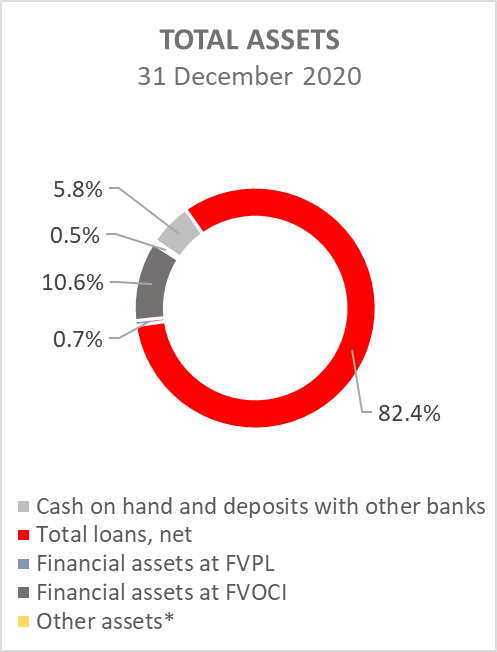 TOTAL ASSETS
31 December 2020
5.8%
0.5%
10.6%
0.7%
82.4%
Cash on hand and deposits with other banks
Total loans, net
Financial assets at FVPL
Financial assets at FVOCI
Other assets*